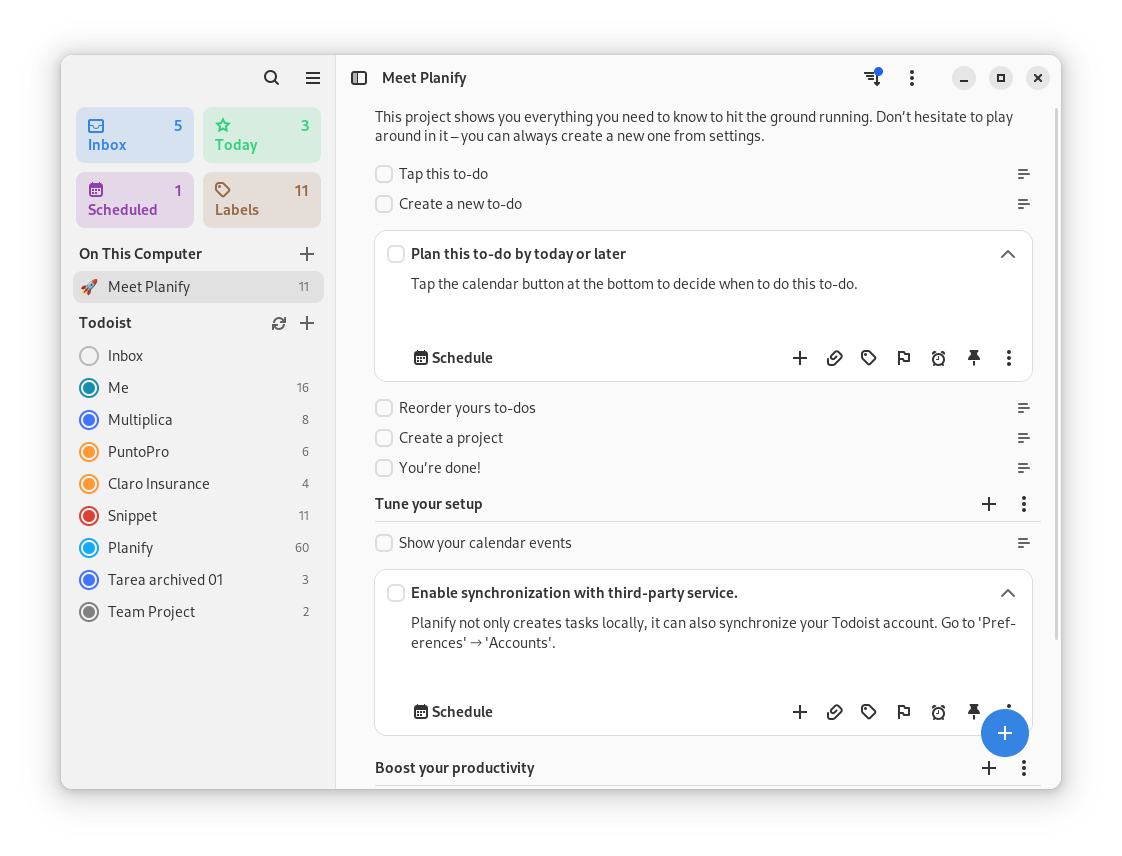 Meet Planify
5
Inbox
3
Today
1
Scheduled
11
Labels
On This Computer
Meet Planify 11
Todoist
Inbox
Me 16
Multiplica 8
PuntoPro 6
Claro Insurance 4
Snippet 11
Planify 60
Tarea archived 01 3
Team Project 2
This project shows you everything you need to know to hit the ground running. Don't hesitate to play
around in it – you can always create a new one from settings.
Tap this to-do
Create a new to-do
Plan this to-do by today or later
Tap the calendar button at the bottom to decide when to do this to-do.
Schedule
Reorder yours to-dos
Create a project
You're done!
Tune your setup
Show your calendar events
Enable synchronization with third-party service.
Planify not only creates tasks locally, it can also synchronize your Todoist account. Go to 'Pref-
erences' → 'Accounts'.
Schedule
Boost your productivity